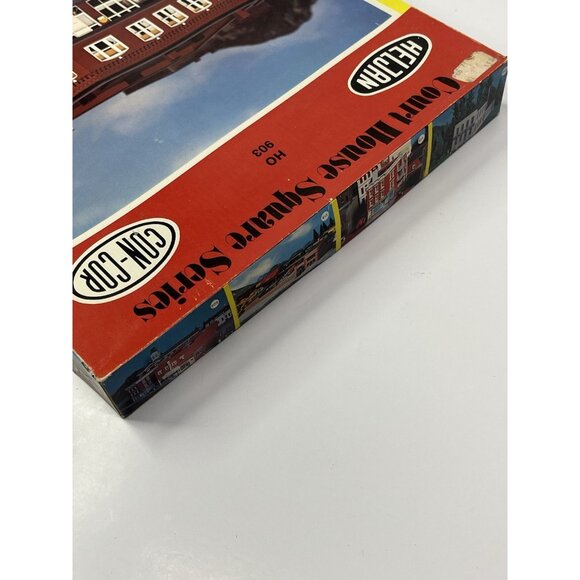 HELJAN
HO
903
Court House Square Series
CON-COR